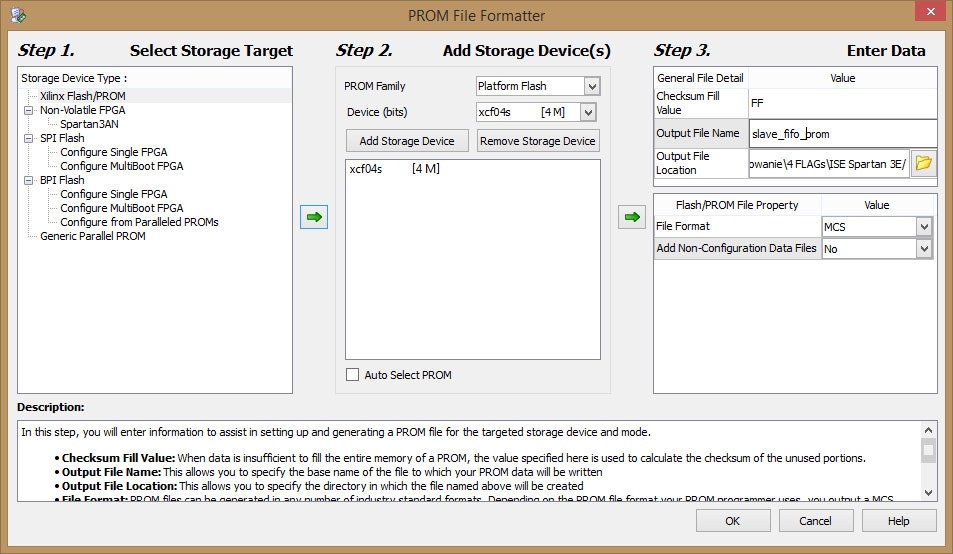 PROM File Formatter
Step 1. Select Storage Target
Storage Device Type :
Xilinx Flash/PROM
Non-Volatile FPGA
Spartan3AN
SPI Flash
Configure Single FPGA
Configure MultiBoot FPGA
BPI Flash
Configure Single FPGA
Configure MultiBoot FPGA
Configure from Paralleled PROMs
Generic Parallel PROM
Step 2. Add Storage Device(s)
PROM Family Platform Flash
Device (bits) xcf04s [4 M]
Add Storage Device Remove Storage Device
xcf04s [4 M]
Auto Select PROM
Step 3. Enter Data
General File Detail Value
Checksum Fill
Value FF
Output File Name slave_fifo_prom
Output File
Location owanie\4 FLAGs\ISE Spartan 3E/
Flash/PROM File Property Value
File Format MCS
Add Non-Configuration Data Files No
Description:
In this step, you will enter information to assist in setting up and generating a PROM file for the targeted storage device and mode.
• Checksum Fill Value: When data is insufficient to fill the entire memory of a PROM, the value specified here is used to calculate the checksum of the unused portions.
• Output File Name: This allows you to specify the base name of the file to which your PROM data will be written
• Output File Location: This allows you to specify the directory in which the file named above will be created
• File Format: PROM files can be generated in any number of industry standard formats. Depending on the PROM file format your PROM programmer uses, you output a MCS
OK Cancel Help